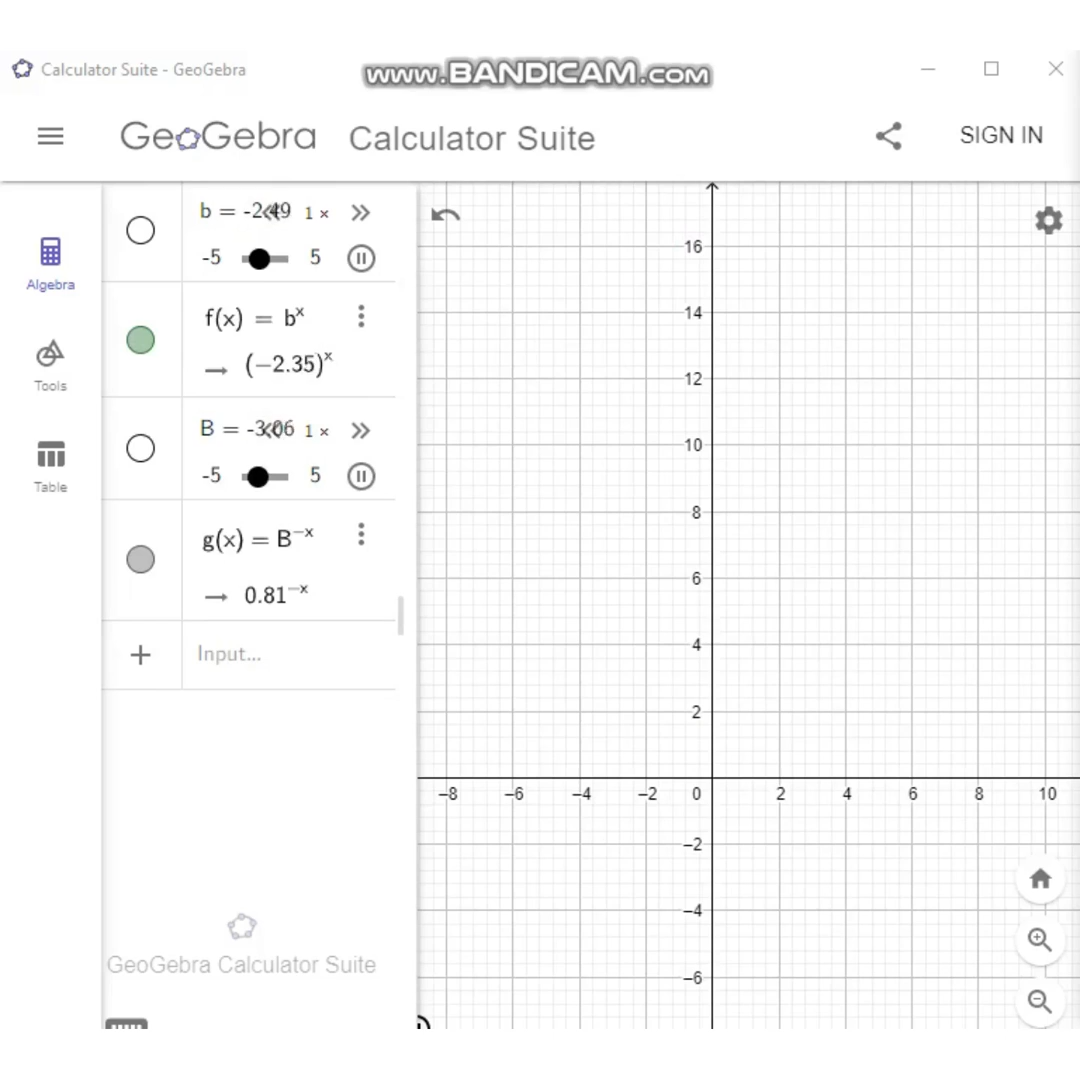 Calculator Suite - GeoGebra
www.BANDICAM.com
GeoGebra Calculator Suite
SIGN IN
b = -2.49 1 ×
-5 5
Algebra
f(x) = bˣ
→ (−2.35)ˣ
Tools
B = -3.06 1 ×
-5 5
Table
g(x) = B⁻ˣ
→ 0.81⁻ˣ
+ Input...
GeoGebra Calculator Suite
16
14
12
10
8
6
4
2
−8 −6 −4 −2 0 2 4 6 8 10
−2
−4
−6